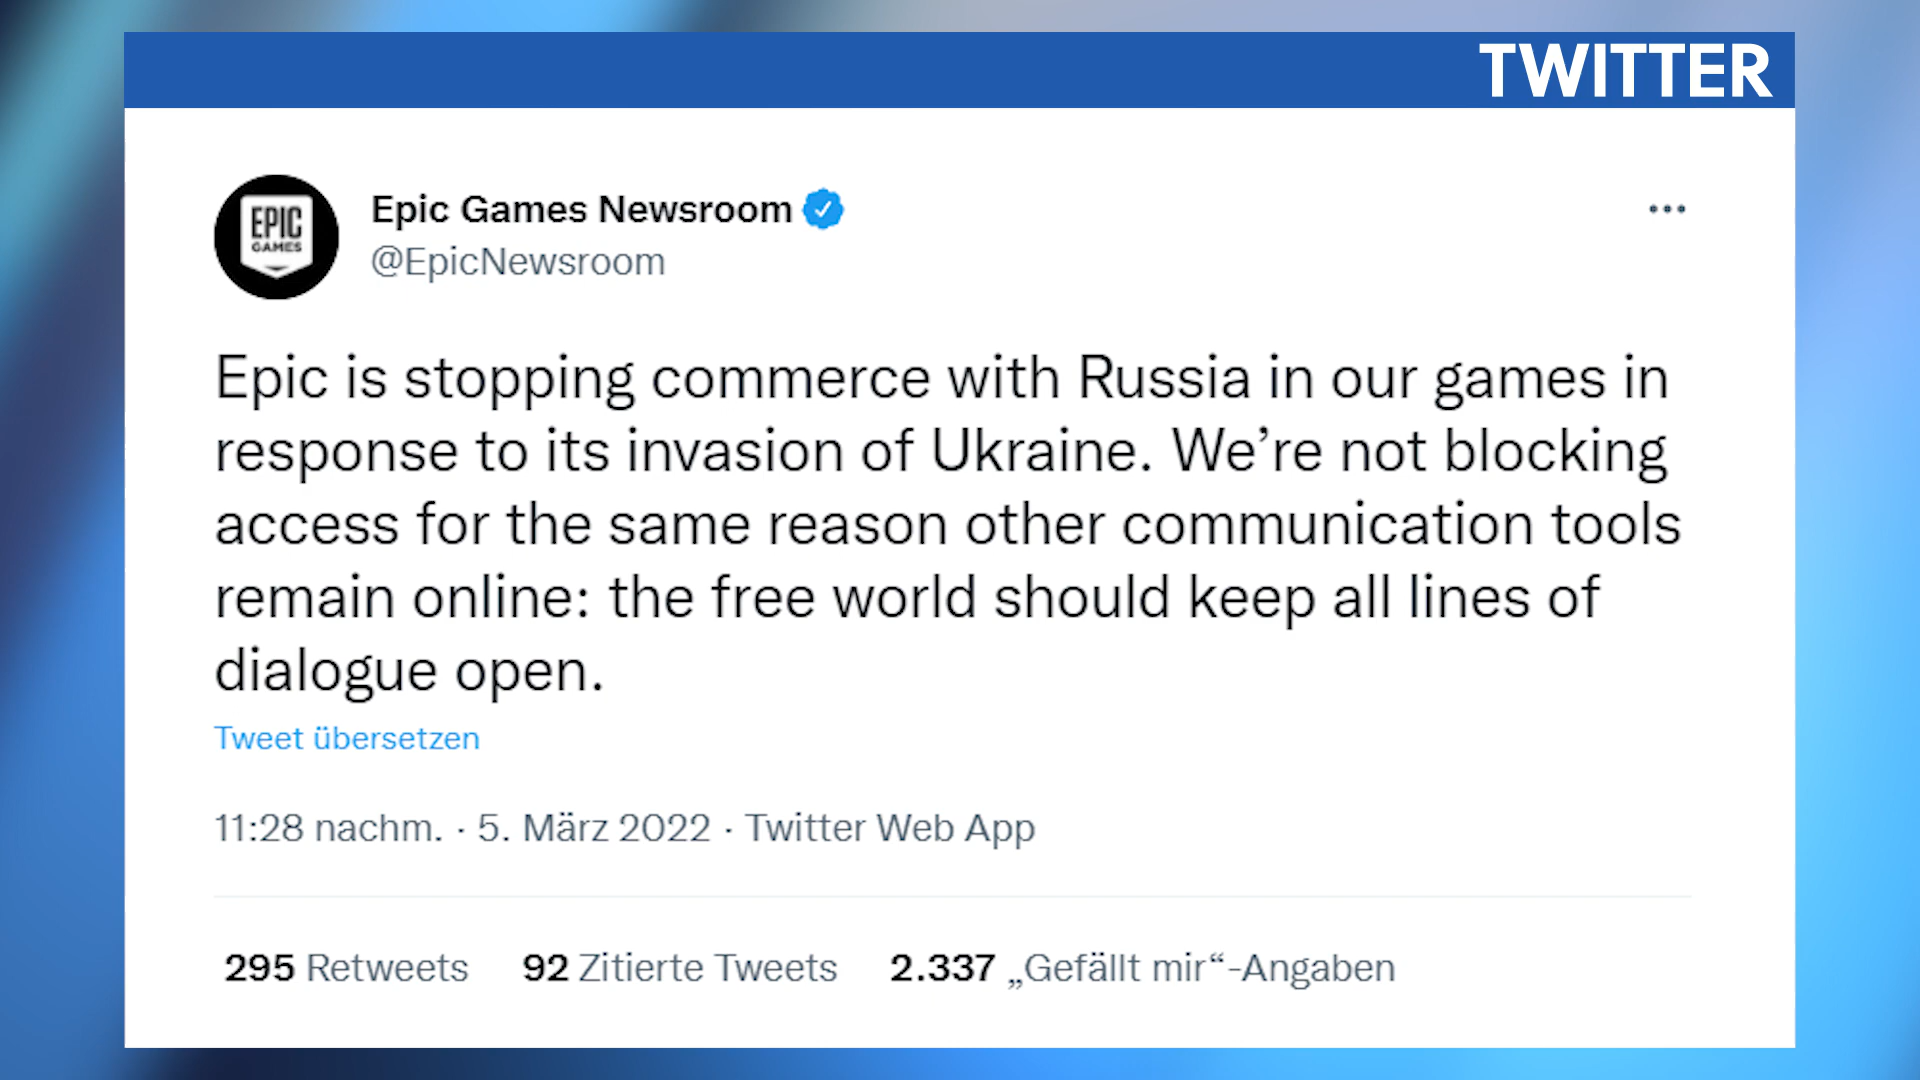 TWITTER
EPIC
GAMES
Epic Games Newsroom
@EpicNewsroom
Epic is stopping commerce with Russia in our games in
response to its invasion of Ukraine. We’re not blocking
access for the same reason other communication tools
remain online: the free world should keep all lines of
dialogue open.
Tweet übersetzen
11:28 nachm. · 5. März 2022 · Twitter Web App
295 Retweets 92 Zitierte Tweets 2.337 „Gefällt mir“-Angaben